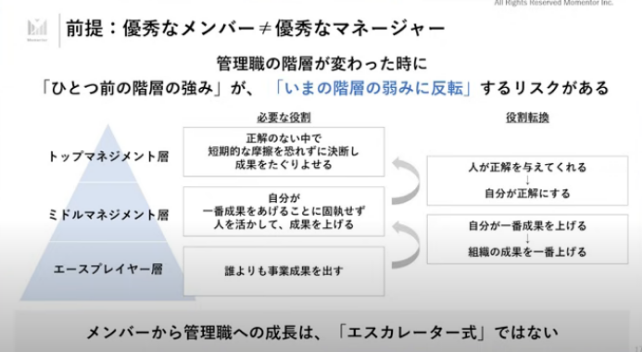 All Rights Reserved Mementor Inc.
Mementor
前提：優秀なメンバー≠優秀なマネージャー
管理職の階層が変わった時に
「ひとつ前の階層の強み」が、「いまの階層の弱みに反転」するリスクがある
必要な役割
役割転換
トップマネジメント層
正解のない中で
短期的な摩擦を恐れずに決断し
成果をたぐりよせる
人が正解を与えてくれる
↓
自分が正解にする
ミドルマネジメント層
自分が
一番成果をあげることに固執せず
人を活かして、成果を上げる
自分が一番成果を上げる
↓
組織の成果を一番上げる
エースプレイヤー層
誰よりも事業成果を出す
メンバーから管理職への成長は、「エスカレーター式」ではない